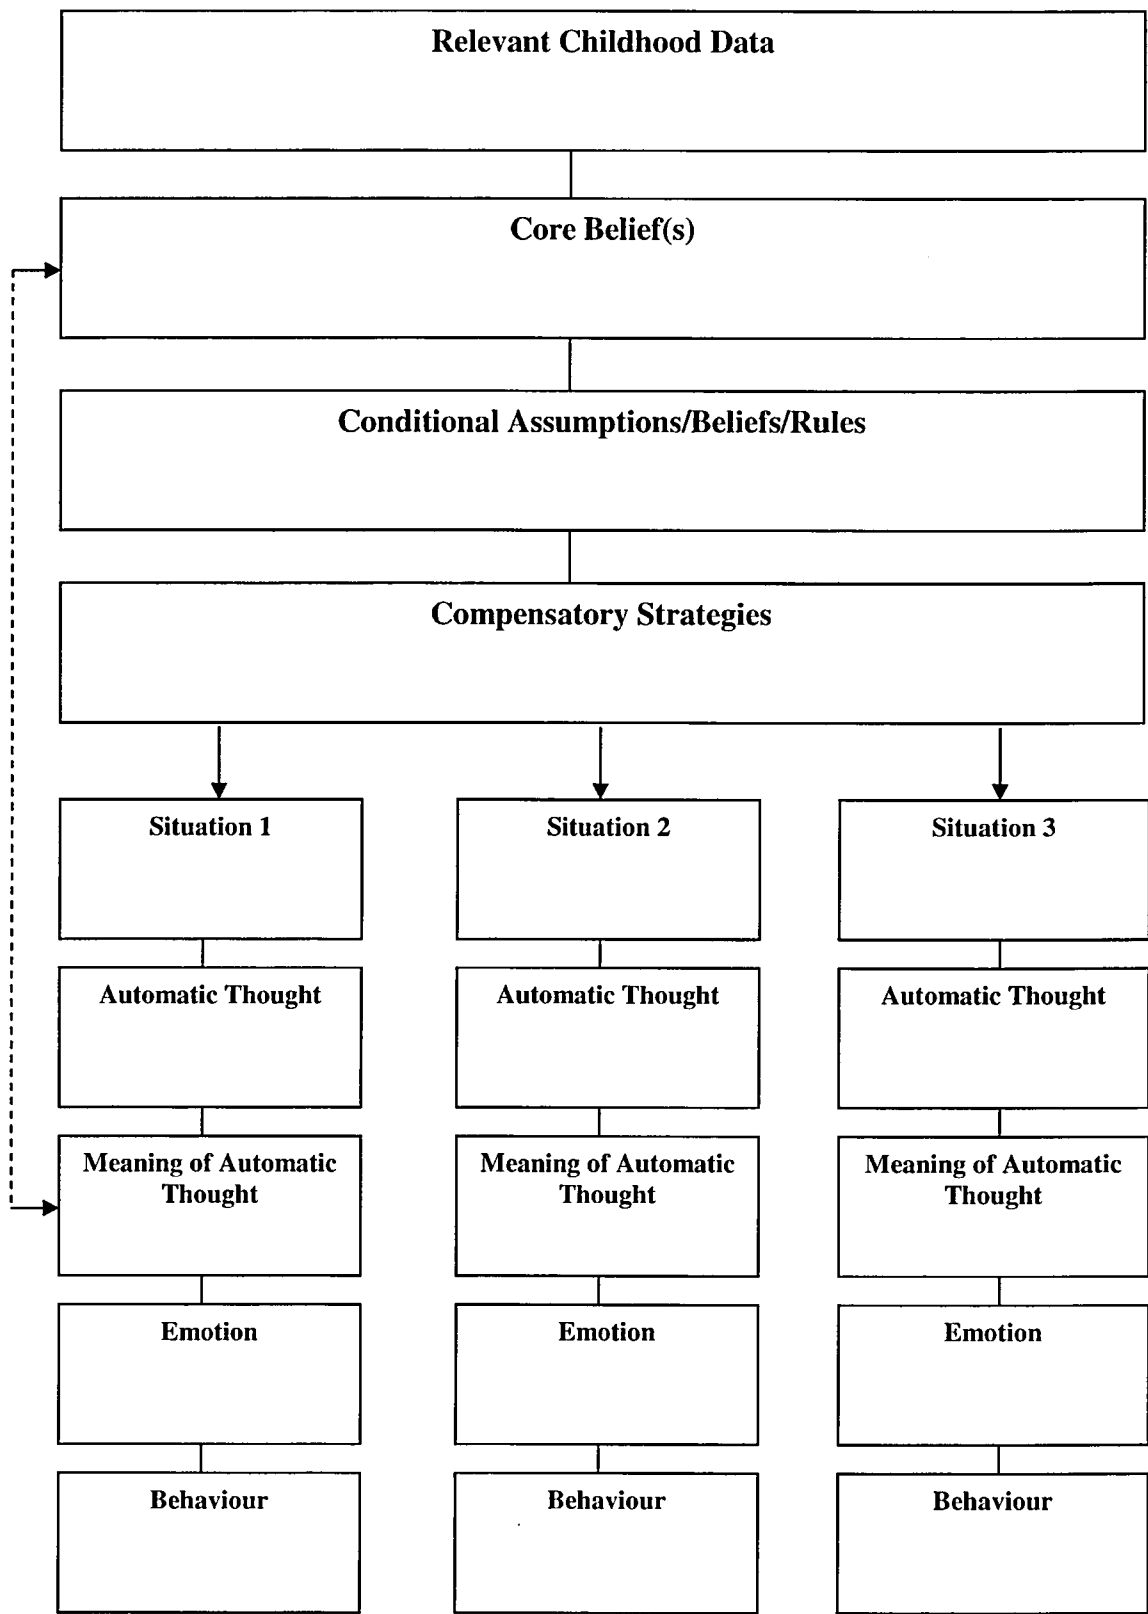 Relevant Childhood Data
Core Belief(s)
Conditional Assumptions/Beliefs/Rules
Compensatory Strategies
Situation 1
Situation 2
Situation 3
Automatic Thought
Automatic Thought
Automatic Thought
Meaning of Automatic
Thought
Meaning of Automatic
Thought
Meaning of Automatic
Thought
Emotion
Emotion
Emotion
Behaviour
Behaviour
Behaviour